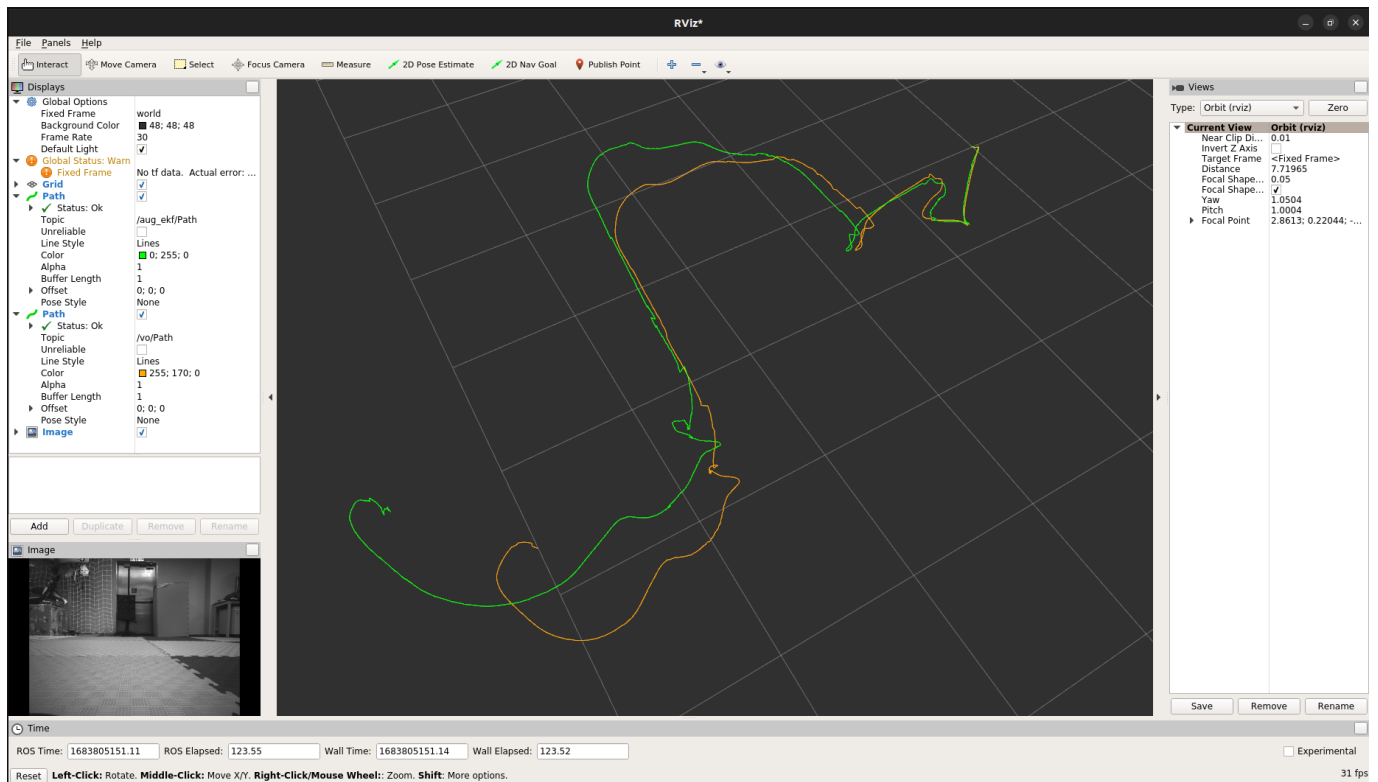 RViz*
File Panels Help
Interact Move Camera Select Focus Camera Measure 2D Pose Estimate 2D Nav Goal Publish Point
Displays
Global Options
Fixed Frame world
Background Color 48; 48; 48
Frame Rate 30
Default Light
Global Status: Warn
Fixed Frame No tf data. Actual error: ...
Grid
Path
Status: Ok
Topic /aug_ekf/Path
Unreliable
Line Style Lines
Color 0; 255; 0
Alpha 1
Buffer Length 1
Offset 0; 0; 0
Pose Style None
Path
Status: Ok
Topic /vo/Path
Unreliable
Line Style Lines
Color 255; 170; 0
Alpha 1
Buffer Length 1
Offset 0; 0; 0
Pose Style None
Image
Add Duplicate Remove Rename
Image
Views
Type: Orbit (rviz) Zero
Current View Orbit (rviz)
Near Clip Di... 0.01
Invert Z Axis
Target Frame <Fixed Frame>
Distance 7.71965
Focal Shape... 0.05
Focal Shape...
Yaw 1.0504
Pitch 1.0004
Focal Point 2.8613; 0.22044; -...
Save Remove Rename
Time
ROS Time: 1683805151.11 ROS Elapsed: 123.55 Wall Time: 1683805151.14 Wall Elapsed: 123.52 Experimental
Reset Left-Click: Rotate. Middle-Click: Move X/Y. Right-Click/Mouse Wheel:: Zoom. Shift: More options. 31 fps